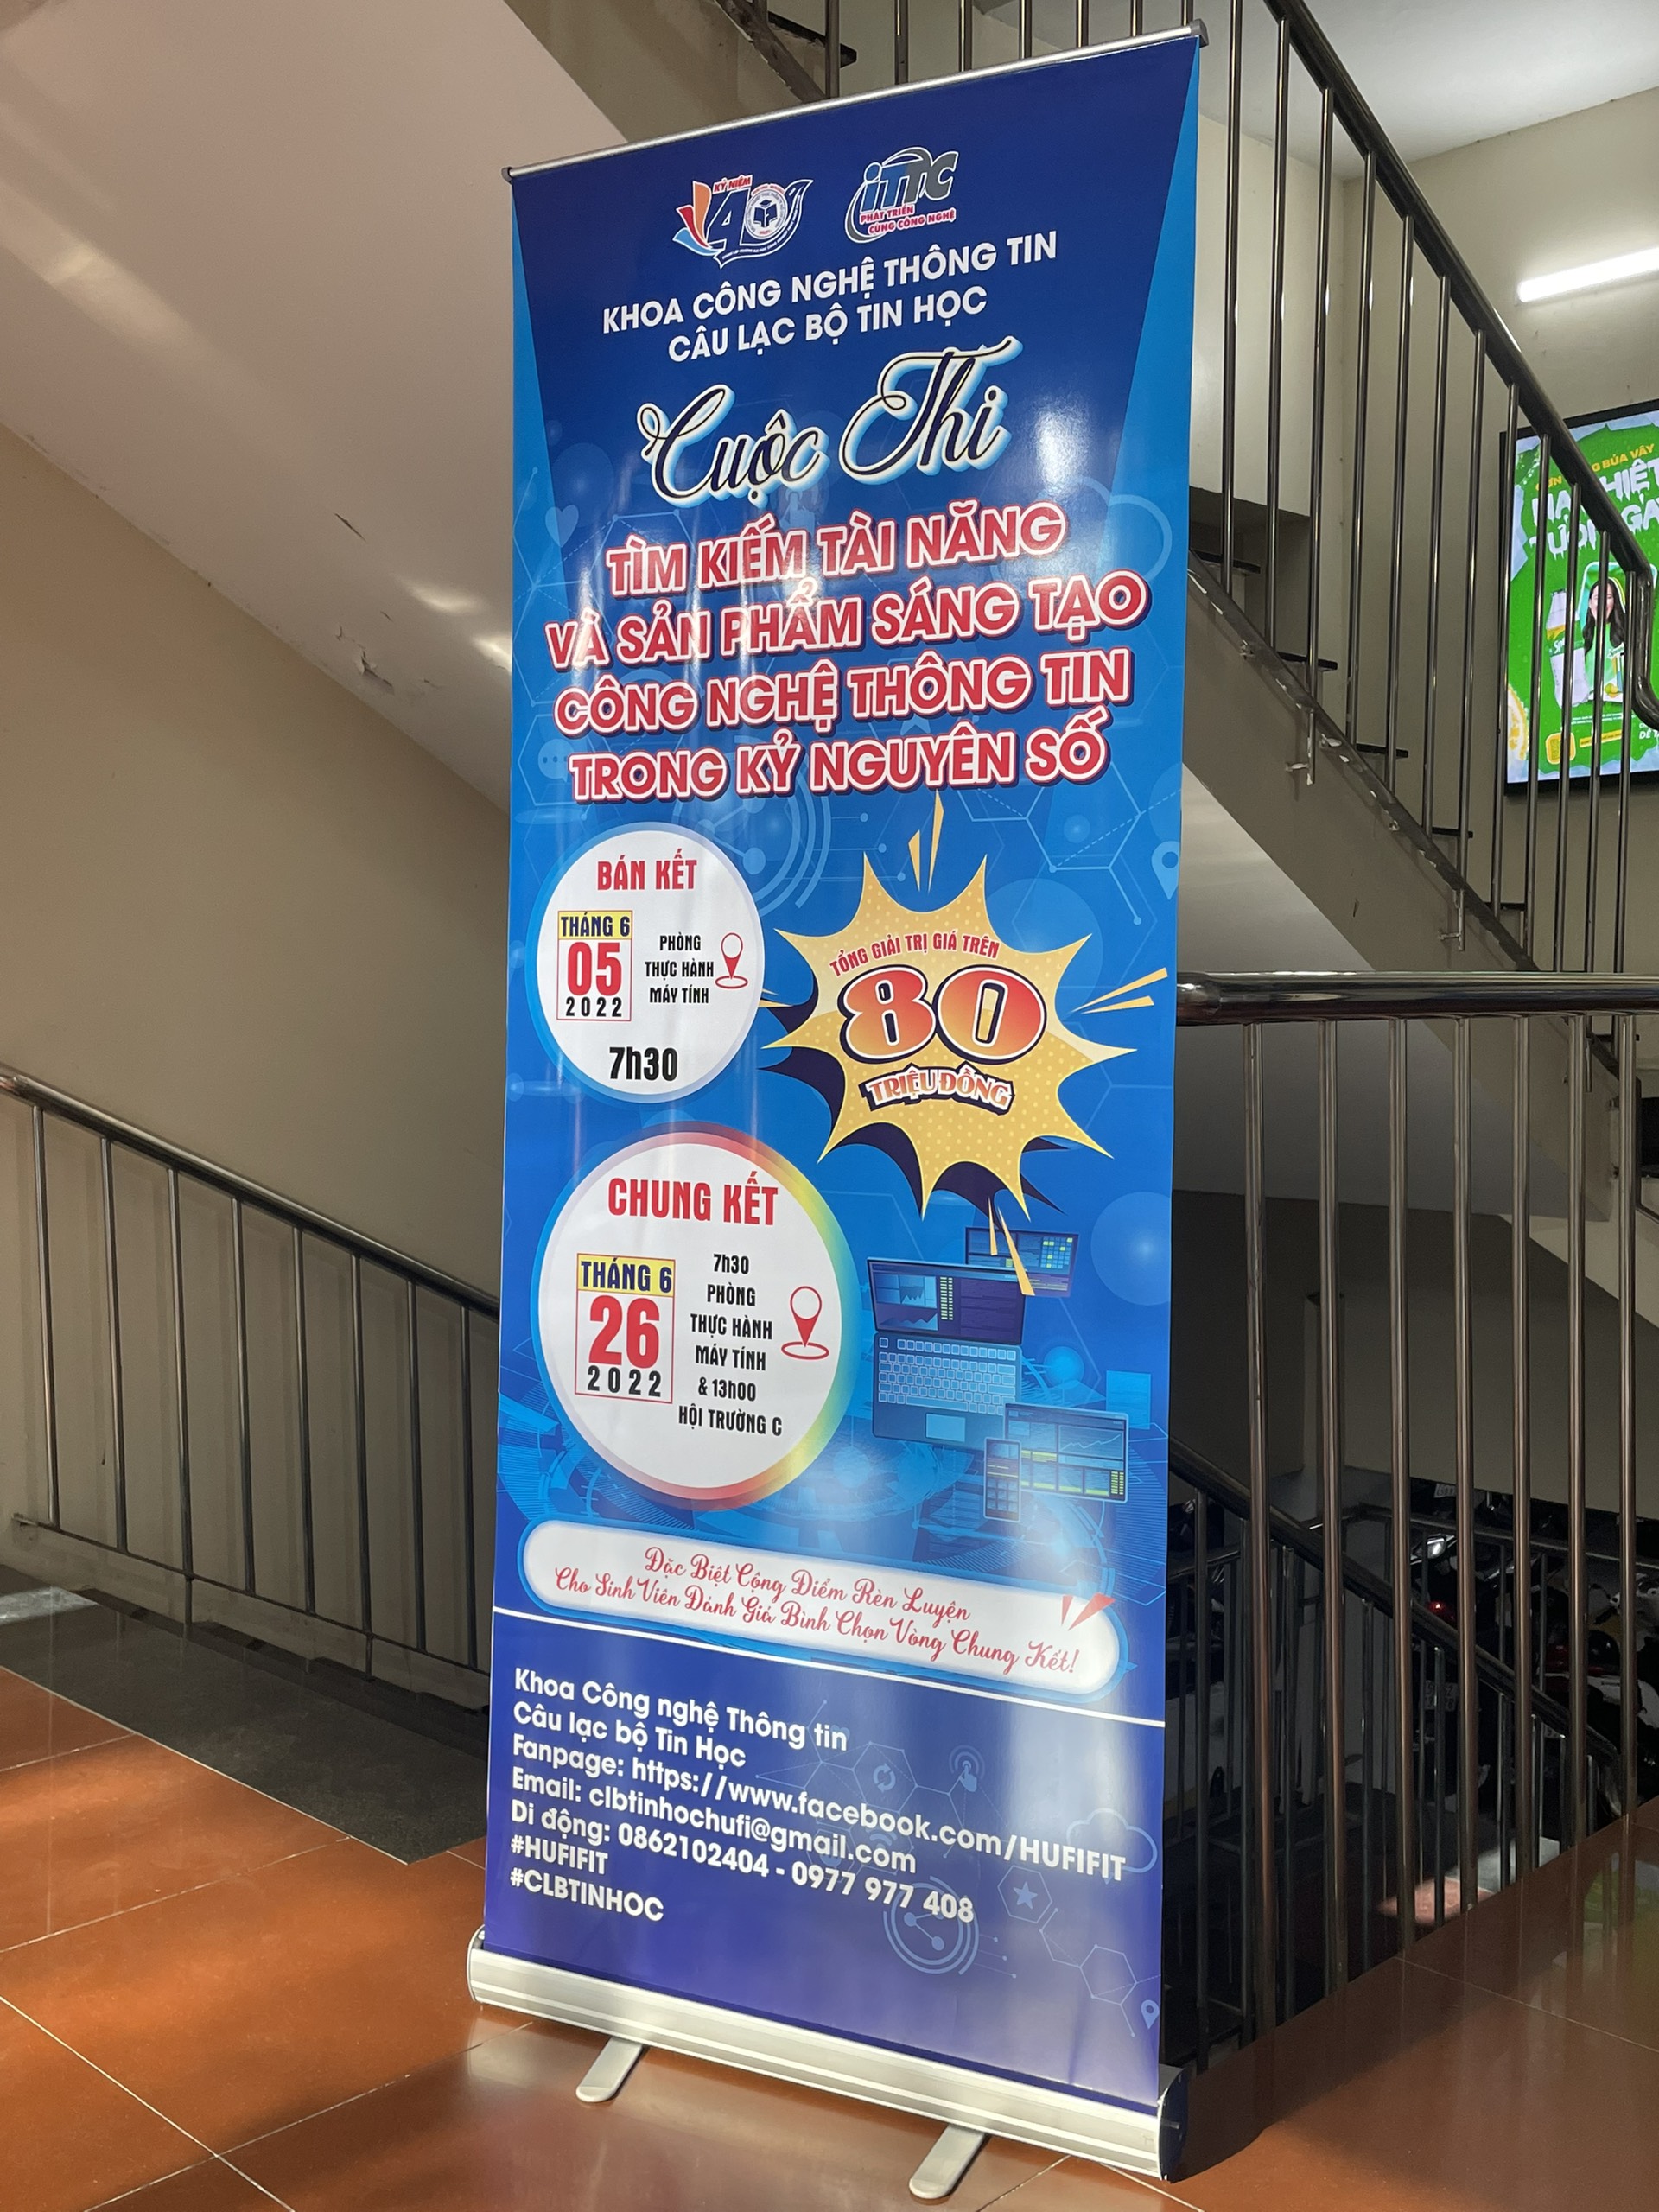 KỶ NIỆM
40
ITTC
PHÁT TRIỂN
CÙNG CÔNG NGHỆ
KHOA CÔNG NGHỆ THÔNG TIN
CÂU LẠC BỘ TIN HỌC
Cuộc Thi
TÌM KIẾM TÀI NĂNG
VÀ SẢN PHẨM SÁNG TẠO
CÔNG NGHỆ THÔNG TIN
TRONG KỶ NGUYÊN SỐ
BÁN KẾT
THÁNG 6
05
2022
PHÒNG
THỰC HÀNH
MÁY TÍNH
7h30
TỔNG GIẢI TRỊ GIÁ TRÊN
80
TRIỆU ĐỒNG
CHUNG KẾT
THÁNG 6
26
2022
7h30
PHÒNG
THỰC HÀNH
MÁY TÍNH
& 13h00
HỘI TRƯỜNG C
Đặc Biệt Cộng Điểm Rèn Luyện
Cho Sinh Viên Đánh Giá Bình Chọn Vòng Chung Kết!
Khoa Công nghệ Thông tin
Câu lạc bộ Tin Học
Fanpage: https://www.facebook.com/HUFIFIT
Email: clbtinhochufi@gmail.com
Di động: 0862102404 - 0977 977 408
#HUFIFIT
#CLBTINHOC
BỦA VÂY